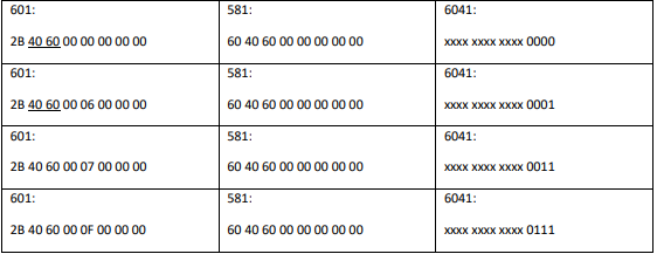 601:
2B 40 60 00 00 00 00 00
581:
60 40 60 00 00 00 00 00
6041:
xxxx xxxx xxxx 0000
601:
2B 40 60 00 06 00 00 00
581:
60 40 60 00 00 00 00 00
6041:
xxxx xxxx xxxx 0001
601:
2B 40 60 00 07 00 00 00
581:
60 40 60 00 00 00 00 00
6041:
xxxx xxxx xxxx 0011
601:
2B 40 60 00 0F 00 00 00
581:
60 40 60 00 00 00 00 00
6041:
xxxx xxxx xxxx 0111